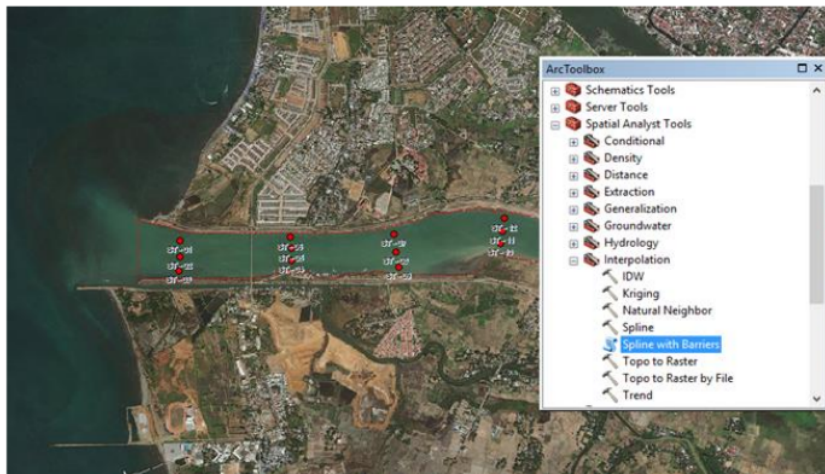 ArcToolbox
Schematics Tools
Server Tools
Spatial Analyst Tools
Conditional
Density
Distance
Extraction
Generalization
Groundwater
Hydrology
Interpolation
IDW
Kriging
Natural Neighbor
Spline
Spline with Barriers
Topo to Raster
Topo to Raster by File
Trend